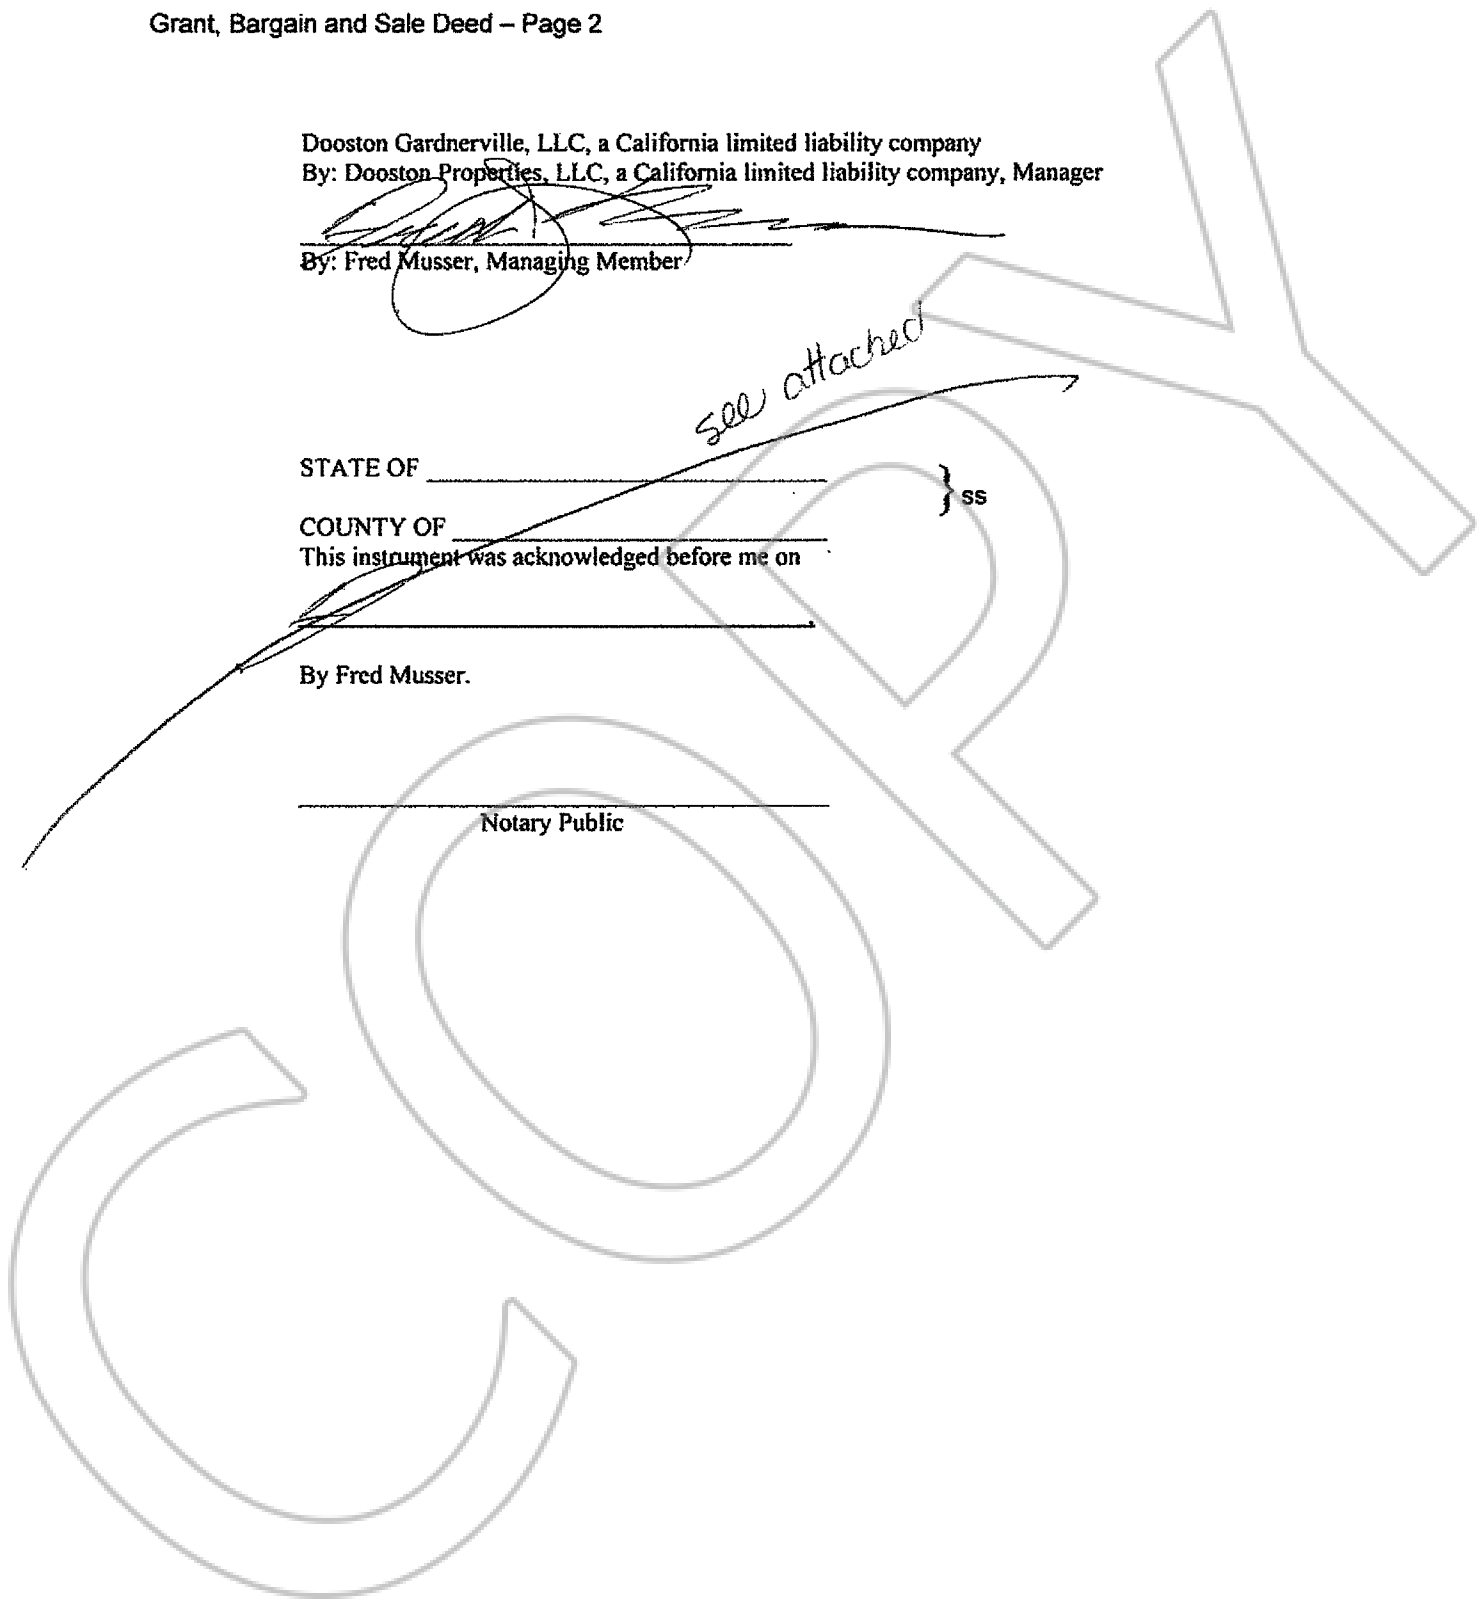 Grant, Bargain and Sale Deed – Page 2
Dooston Gardnerville, LLC, a California limited liability company
By: Dooston Properties, LLC, a California limited liability company, Manager
By: Fred Musser, Managing Member
see attached
STATE OF
} ss
COUNTY OF
This instrument was acknowledged before me on
By Fred Musser.
Notary Public
COPY